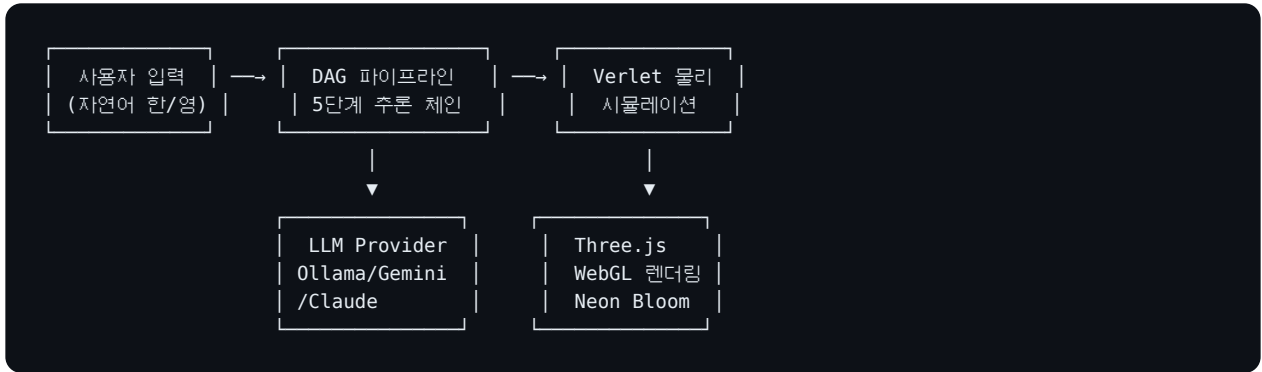 사용자 입력 ──→ DAG 파이프라인 ──→ Verlet 물리
(자연어 한/영) 5단계 추론 체인 시뮬레이션
▼ ▼
LLM Provider Three.js
Ollama/Gemini WebGL 렌더링
/Claude Neon Bloom